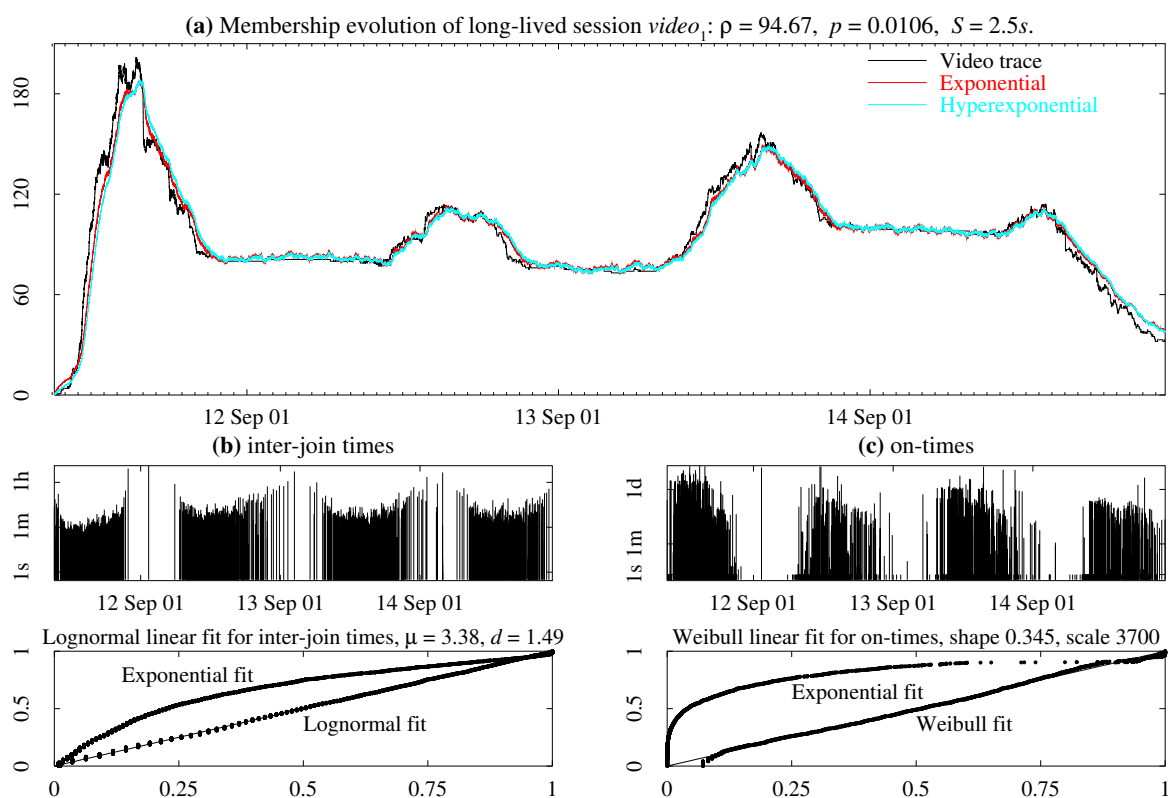 (a) Membership evolution of long-lived session video1: ρ = 94.67, p = 0.0106, S = 2.5s.
Video trace
Exponential
Hyperexponential
180
120
60
0
12 Sep 01 13 Sep 01 14 Sep 01
(b) inter-join times
1h
1m
1s
12 Sep 01 13 Sep 01 14 Sep 01
(c) on-times
1d
1m
1s
12 Sep 01 13 Sep 01 14 Sep 01
Lognormal linear fit for inter-join times, μ = 3.38, d = 1.49
1
0.5
0
Exponential fit
Lognormal fit
0 0.25 0.5 0.75 1
Weibull linear fit for on-times, shape 0.345, scale 3700
1
0.5
0
Exponential fit
Weibull fit
0 0.25 0.5 0.75 1